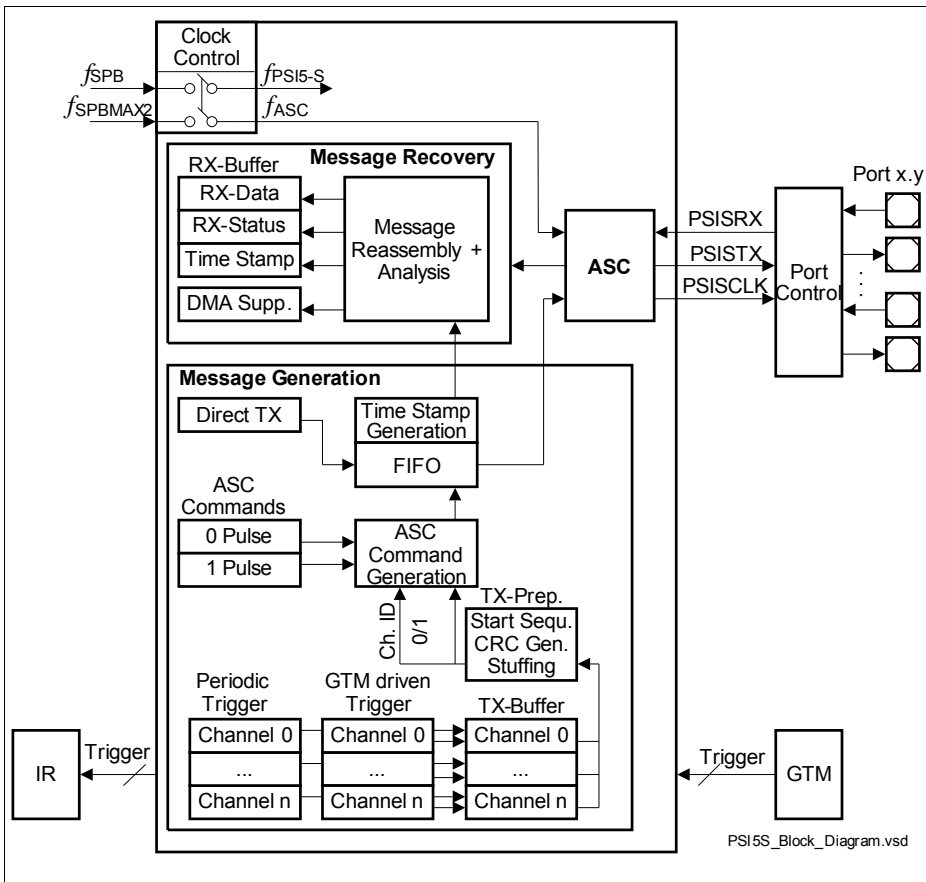 Clock
Control
fSPB
fPSI5-S
fSPBMAX2
fASC
Message Recovery
RX-Buffer
RX-Data
RX-Status
Time Stamp
DMA Supp.
Message
Reassembly +
Analysis
ASC
PSISRX
PSISTX
PSISCLK
Port x.y
Port
Control
Message Generation
Direct TX
Time Stamp
Generation
FIFO
ASC
Commands
0 Pulse
1 Pulse
ASC
Command
Generation
Ch. ID
0/1
TX-Prep.
Start Sequ.
CRC Gen.
Stuffing
Periodic
Trigger
GTM driven
Trigger
TX-Buffer
Channel 0
Channel 0
Channel 0
...
...
...
Channel n
Channel n
Channel n
IR
Trigger
Trigger
GTM
PSI5S_Block_Diagram.vsd